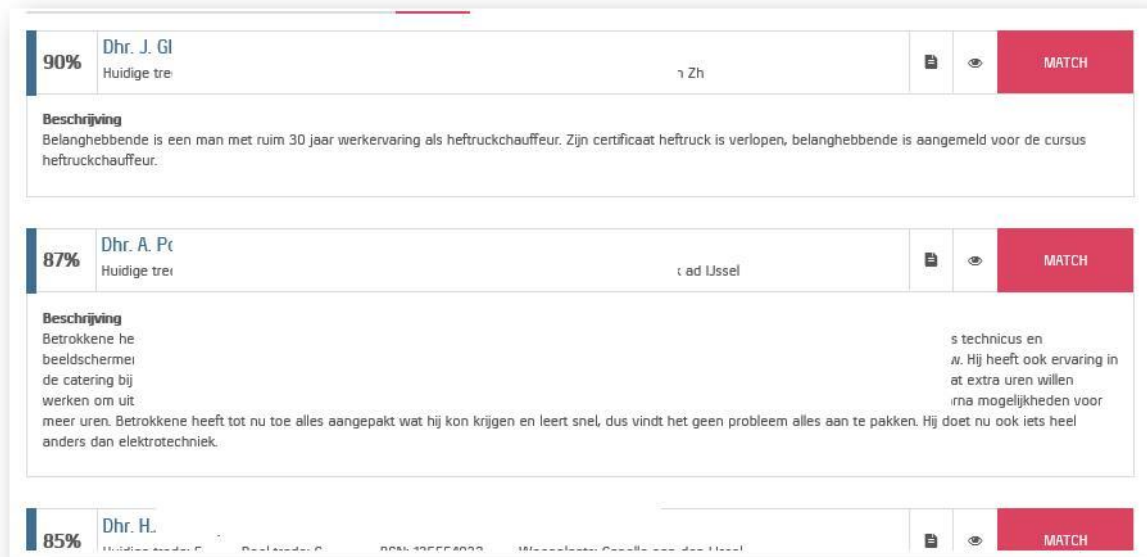 90%
Dhr. J. Gl
Huidige tre
n Zh
MATCH
Beschrijving
Belanghebbende is een man met ruim 30 jaar werkervaring als heftruckchauffeur. Zijn certificaat heftruck is verlopen, belanghebbende is aangemeld voor de cursus
heftruckchauffeur.
87%
Dhr. A. Po
Huidige tre
k ad IJssel
MATCH
Beschrijving
Betrokkene he s technicus en
beeldscherme w. Hij heeft ook ervaring in
de catering bij at extra uren willen
werken om uit rna mogelijkheden voor
meer uren. Betrokkene heeft tot nu toe alles aangepakt wat hij kon krijgen en leert snel, dus vindt het geen probleem alles aan te pakken. Hij doet nu ook iets heel
anders dan elektrotechniek.
85%
Dhr. H.
MATCH